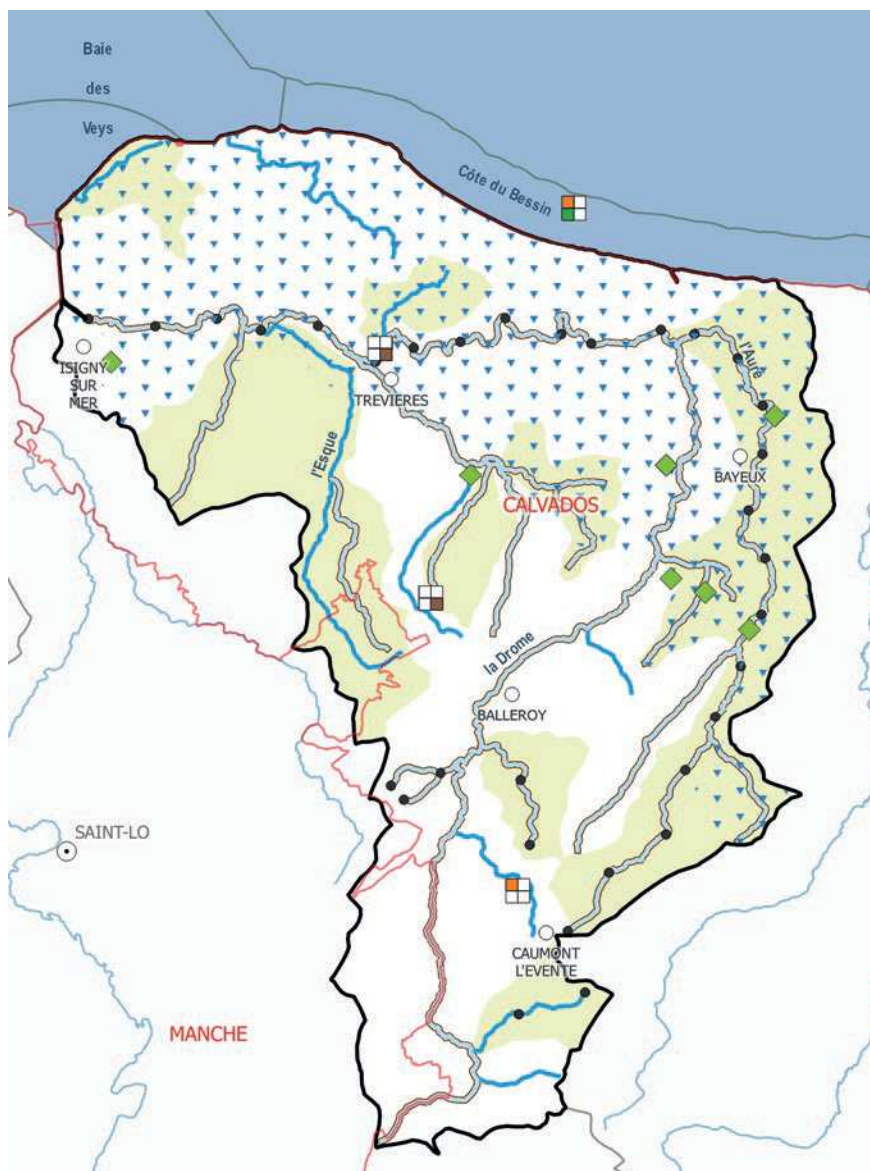 Baie
des
Veys
Côte du Bessin
l'Aure
ISIGNY
SUR
MER
TREVIERES
l'Esque
BAYEUX
CALVADOS
la Drome
BALLEROY
SAINT-LO
CAUMONT
L'EVENTE
MANCHE